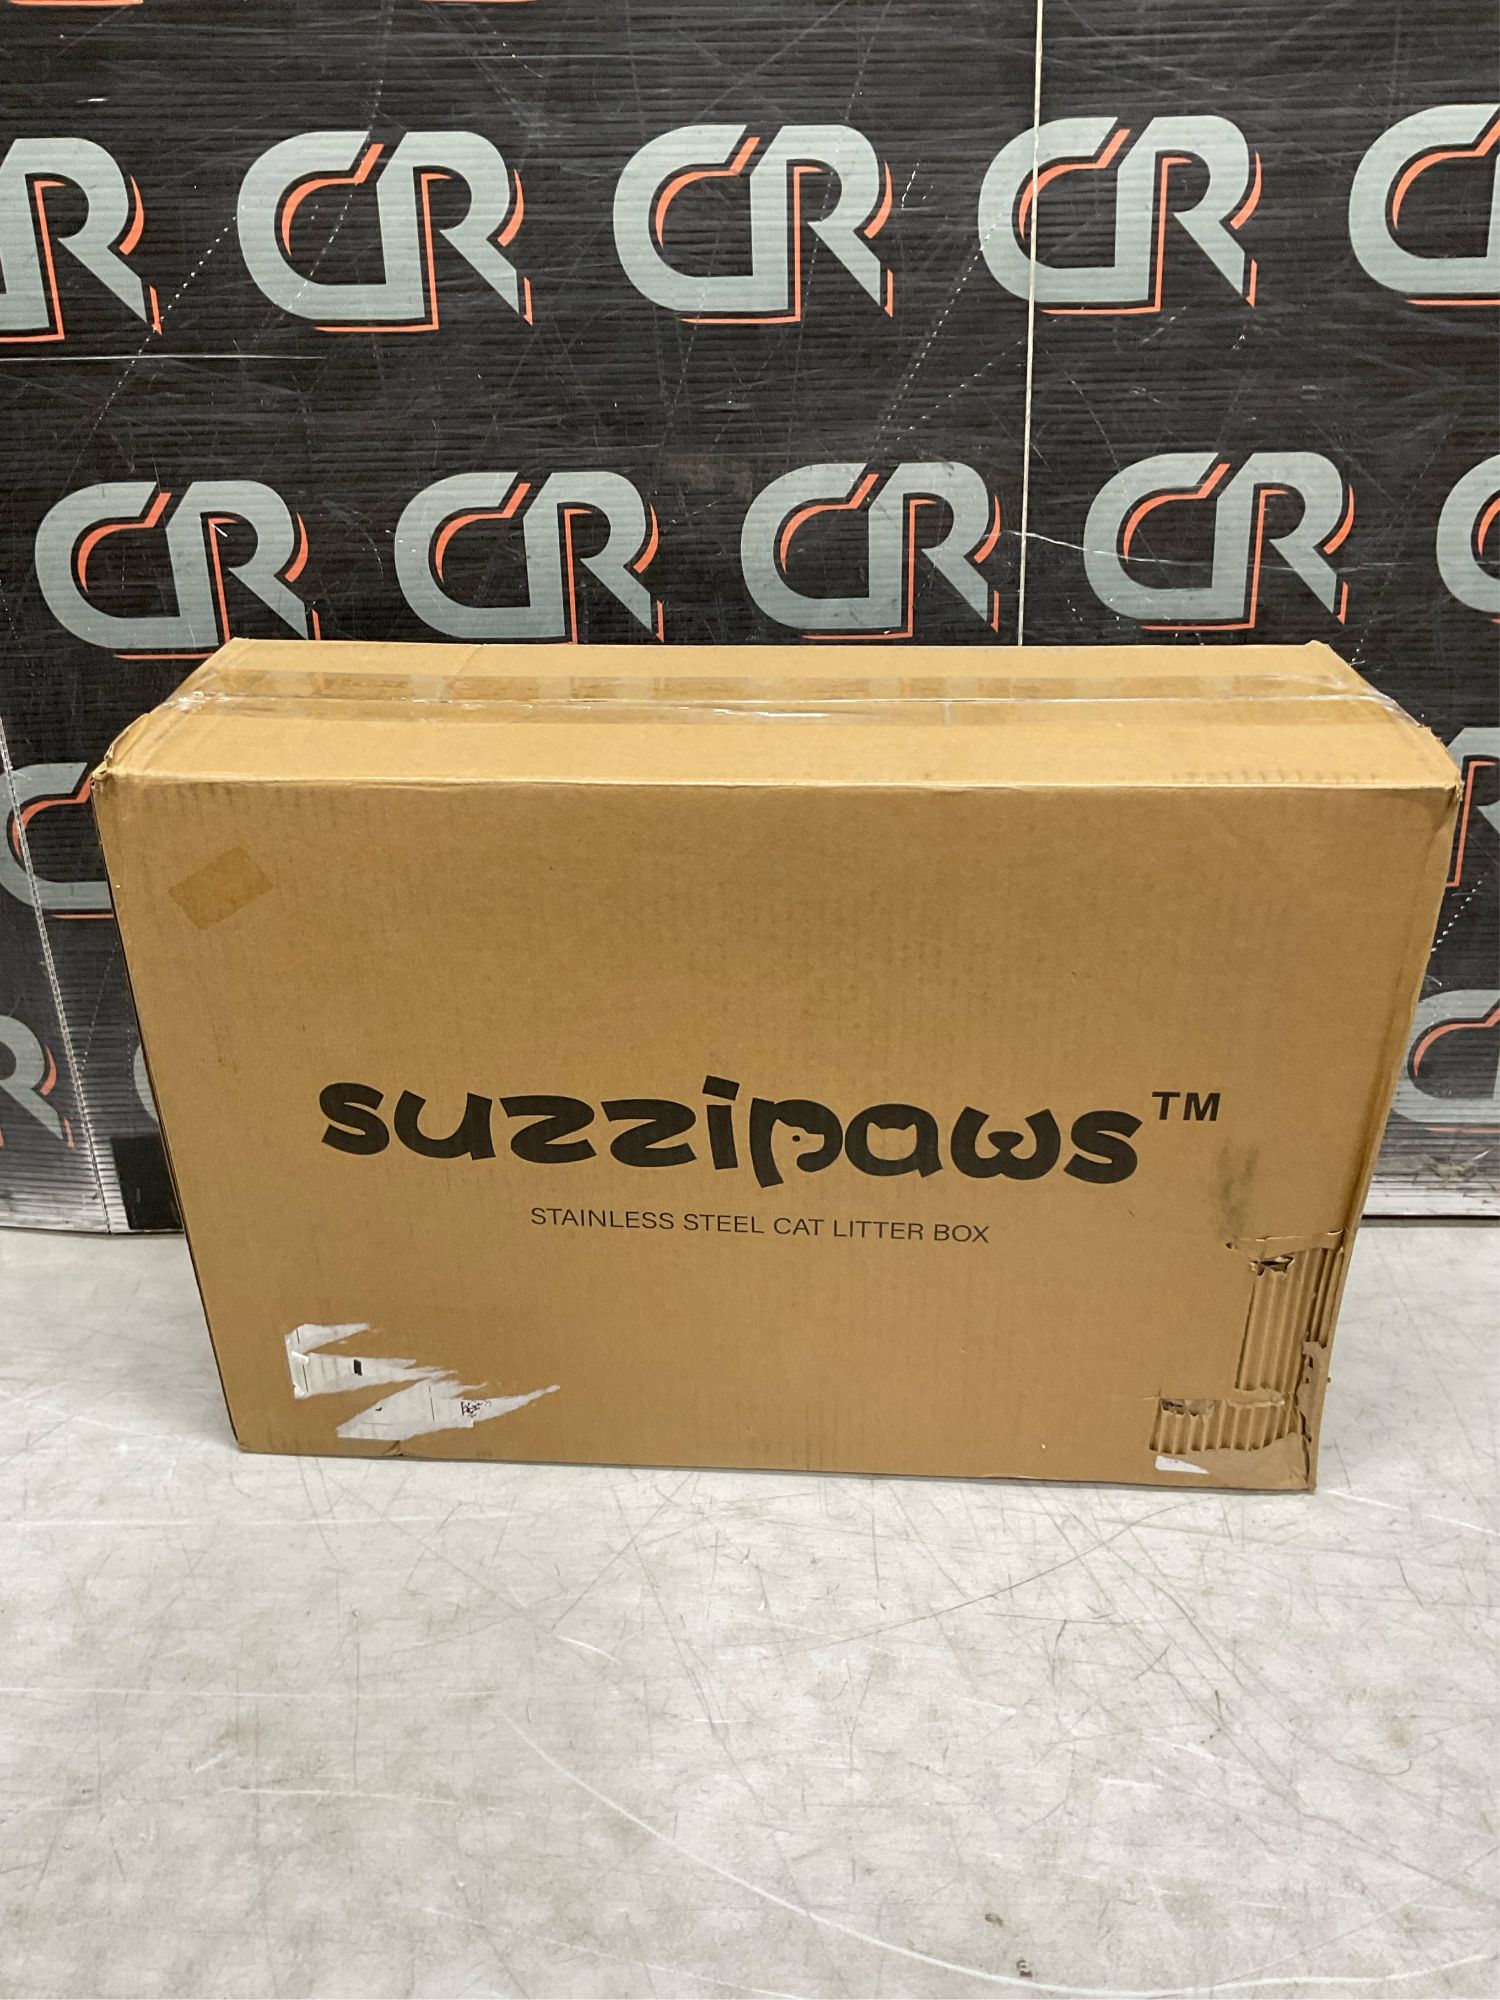 CR CR CR CR C
CR CR CR CR
suzzipaws™
STAINLESS STEEL CAT LITTER BOX